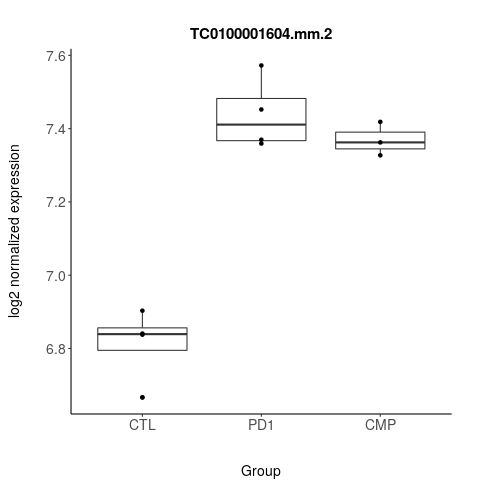 TC0100001604.mm.2
7.6
7.4
7.2
7.0
6.8
log2 normalized expression
CTL PD1 CMP
Group